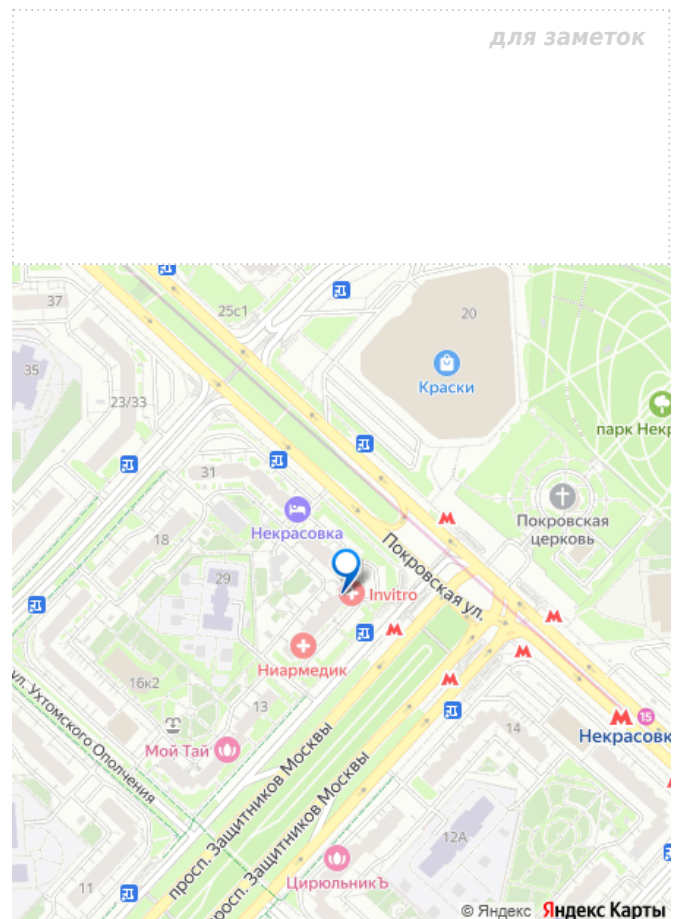 для заметок
37
25с1
20
Краски
35
23/33
парк Некр
31
Некрасовка
Покровская
церковь
18
Покровская ул.
29
Invitro
Ниармедик
16к2
13
ул. Ухтомского Ополчения
Мой Тай
просп. Защитников Москвы
просп. Защитников Москвы
14
15
Некрасовк
12А
11
ЦирюльникЪ
© Яндекс Яндекс Карты